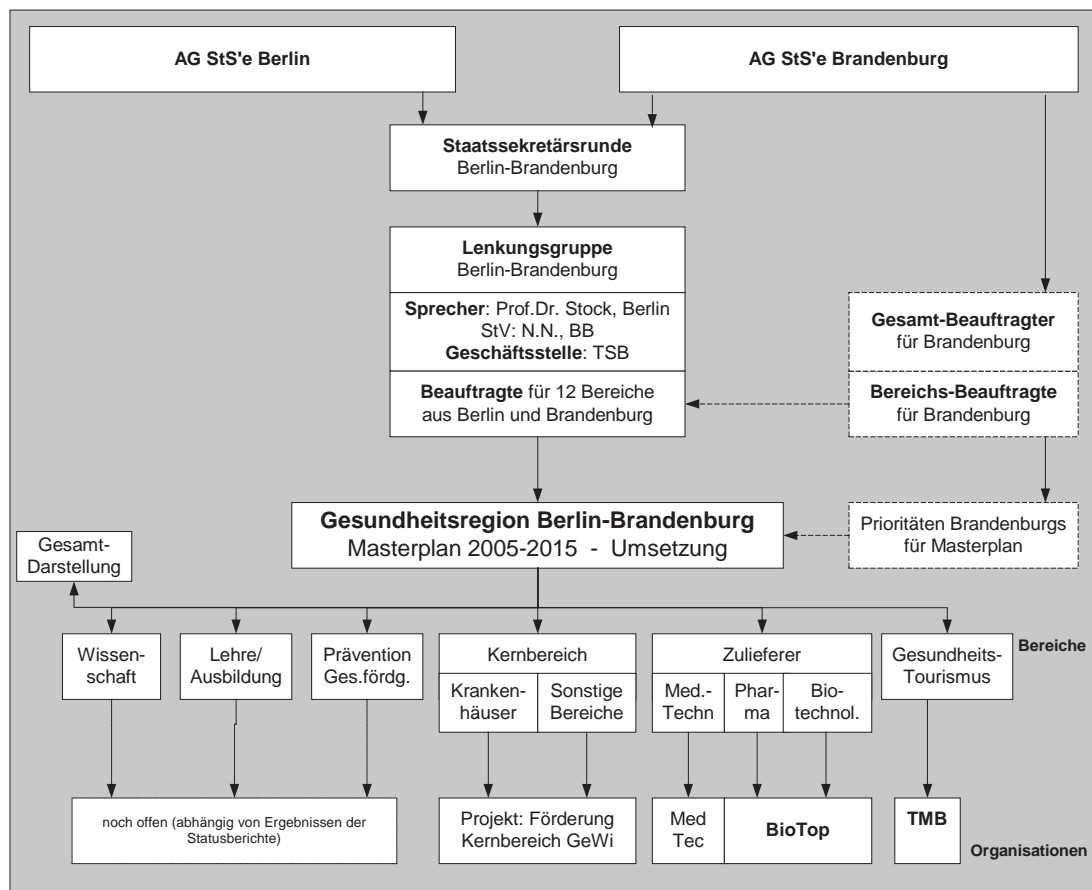 AG StS'e Berlin
AG StS'e Brandenburg
Staatssekretärsrunde
Berlin-Brandenburg
Lenkungsgruppe
Berlin-Brandenburg
Sprecher: Prof.Dr. Stock, Berlin
StV: N.N., BB
Geschäftsstelle: TSB
Beauftragte für 12 Bereiche
aus Berlin und Brandenburg
Gesamt-Beauftragter
für Brandenburg
Bereichs-Beauftragte
für Brandenburg
Gesundheitsregion Berlin-Brandenburg
Masterplan 2005-2015 - Umsetzung
Prioritäten Brandenburgs
für Masterplan
Gesamt-
Darstellung
Wissen-
schaft
Lehre/
Ausbildung
Prävention
Ges.fördg.
Kernbereich
Kranken-
häuser
Sonstige
Bereiche
Zulieferer
Med.-
Techn
Phar-
ma
Bio-
technol.
Gesundheits-
Tourismus
Bereiche
noch offen (abhängig von Ergebnissen der
Statusberichte)
Projekt: Förderung
Kernbereich GeWi
Med
Tec
BioTop
TMB
Organisationen